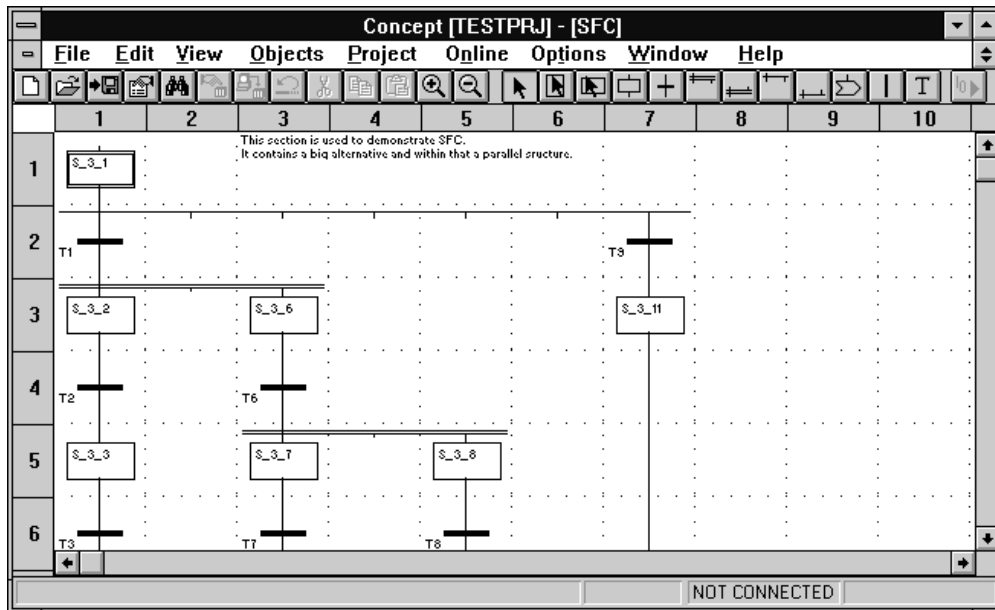 Concept [TESTPRJ] - [SFC]
File Edit View Objects Project Online Options Window Help
T
1 2 3 4 5 6 7 8 9 10
This section is used to demonstrate SFC.
It contains a big alternative and within that a parallel sructure.
1
S_3_1
2
T1 T9
3
S_3_2 S_3_6 S_3_11
4
T2 T6
5
S_3_3 S_3_7 S_3_8
6
T3 T7 T8
NOT CONNECTED